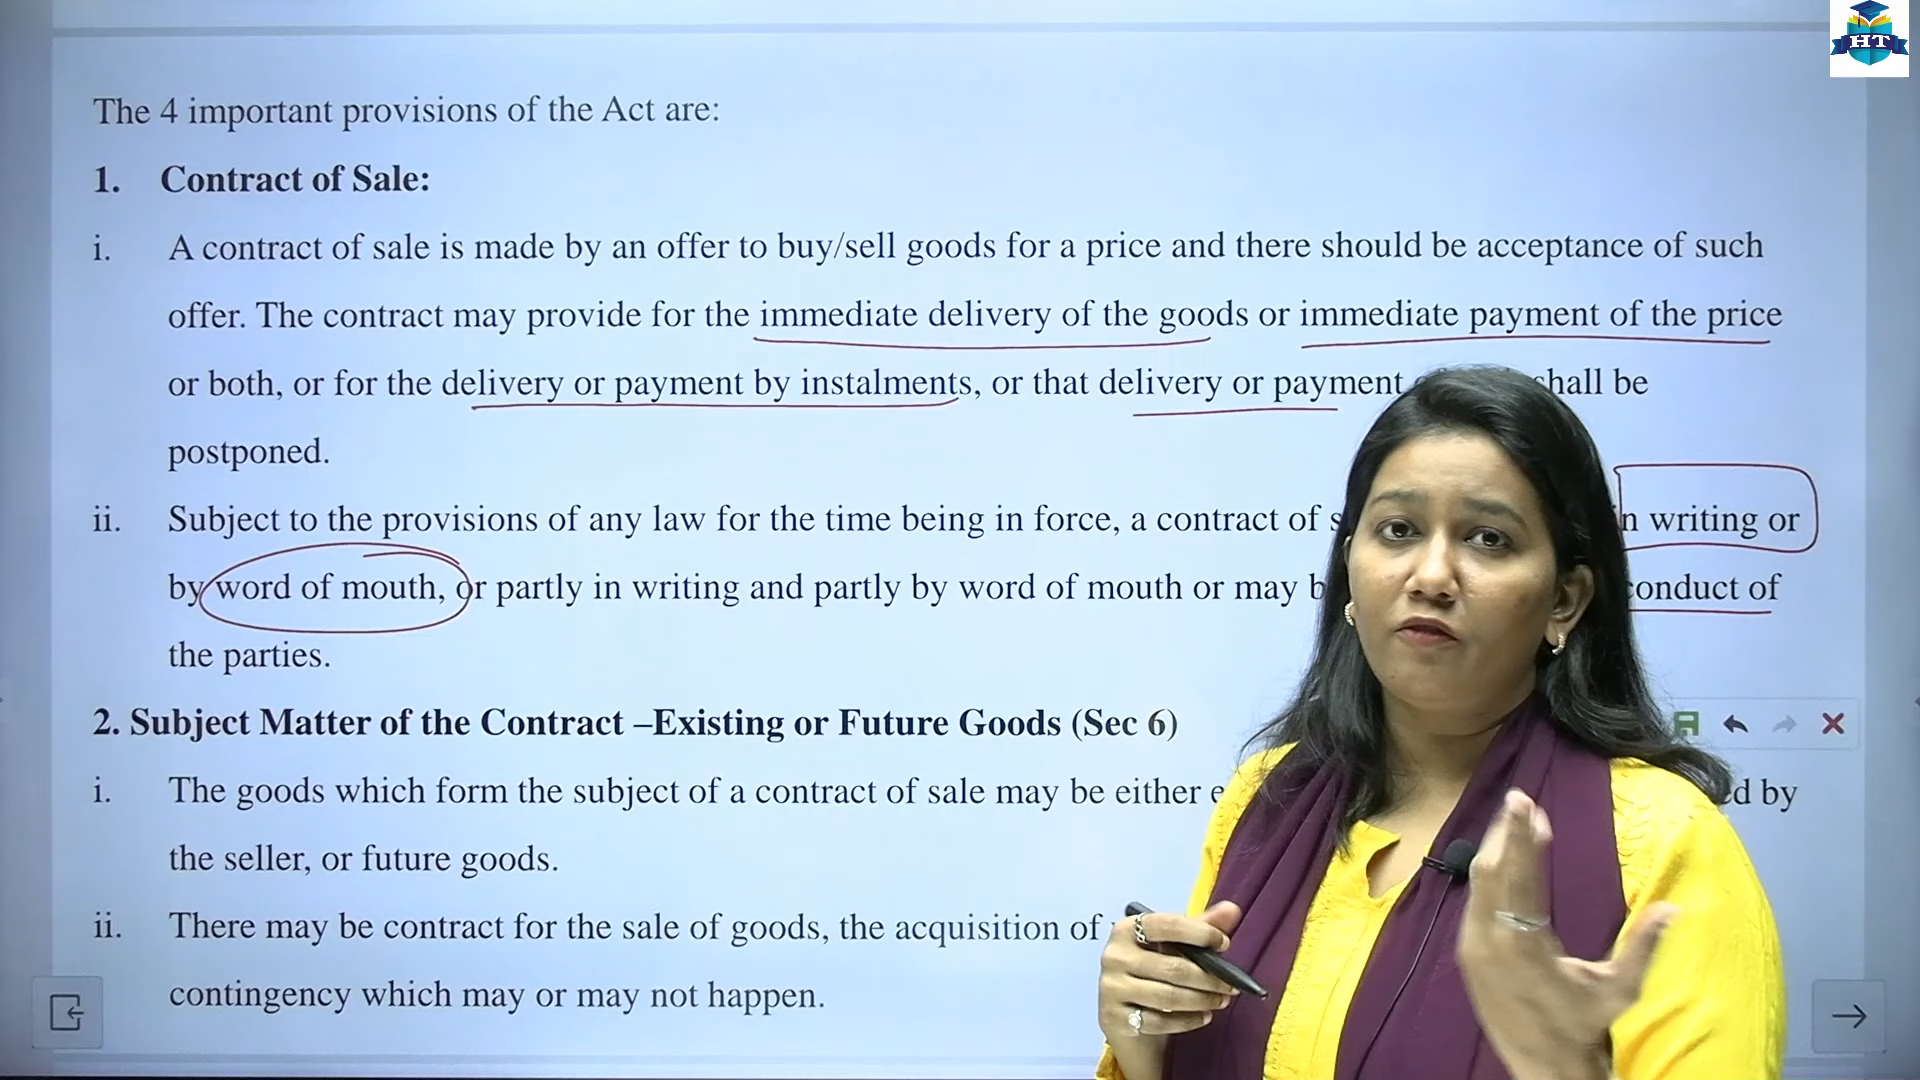 HT
The 4 important provisions of the Act are:
1. Contract of Sale:
i. A contract of sale is made by an offer to buy/sell goods for a price and there should be acceptance of such
offer. The contract may provide for the immediate delivery of the goods or immediate payment of the price
or both, or for the delivery or payment by instalments, or that delivery or payment shall be
postponed.
ii. Subject to the provisions of any law for the time being in force, a contract of writing or
by word of mouth, or partly in writing and partly by word of mouth or may conduct of
the parties.
2. Subject Matter of the Contract –Existing or Future Goods (Sec 6)
i. The goods which form the subject of a contract of sale may be either by
the seller, or future goods.
ii. There may be contract for the sale of goods, the acquisition of
contingency which may or may not happen.